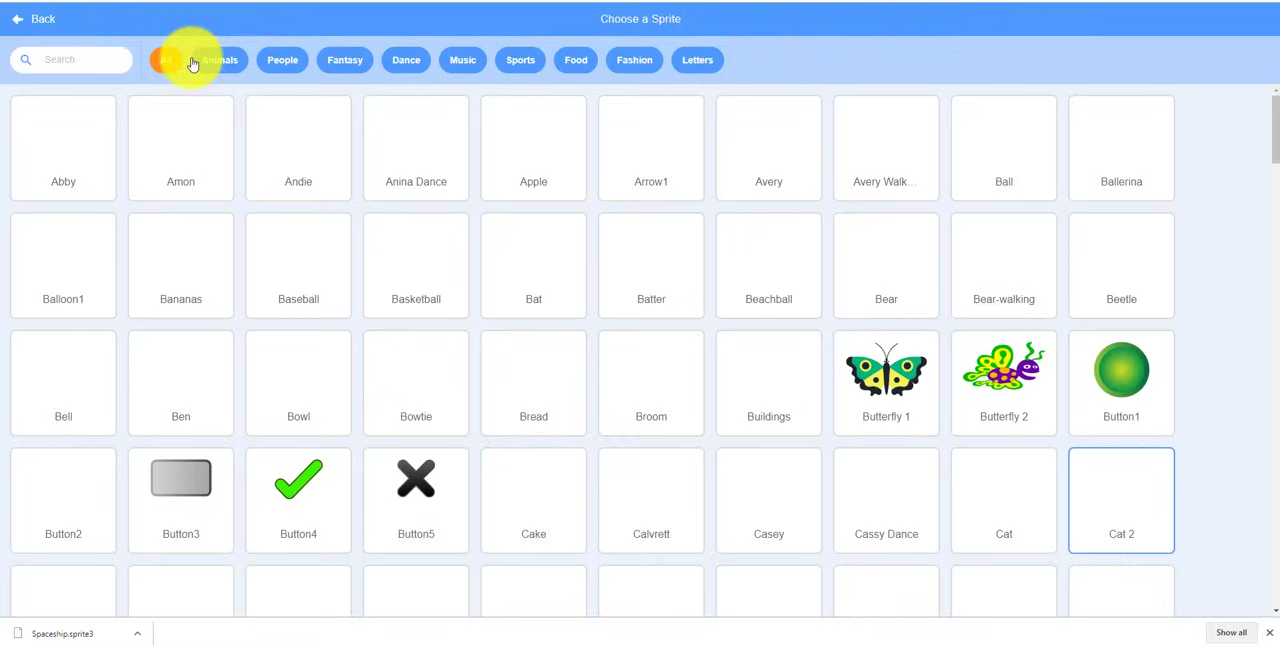 Back
Choose a Sprite
Search
All
Animals
People
Fantasy
Dance
Music
Sports
Food
Fashion
Letters
Abby
Amon
Andie
Anina Dance
Apple
Arrow1
Avery
Avery Walk...
Ball
Ballerina
Balloon1
Bananas
Baseball
Basketball
Bat
Batter
Beachball
Bear
Bear-walking
Beetle
Bell
Ben
Bowl
Bowtie
Bread
Broom
Buildings
Butterfly 1
Butterfly 2
Button1
Button2
Button3
Button4
Button5
Cake
Calvrett
Casey
Cassy Dance
Cat
Cat 2
Spaceship.sprite3
Show all